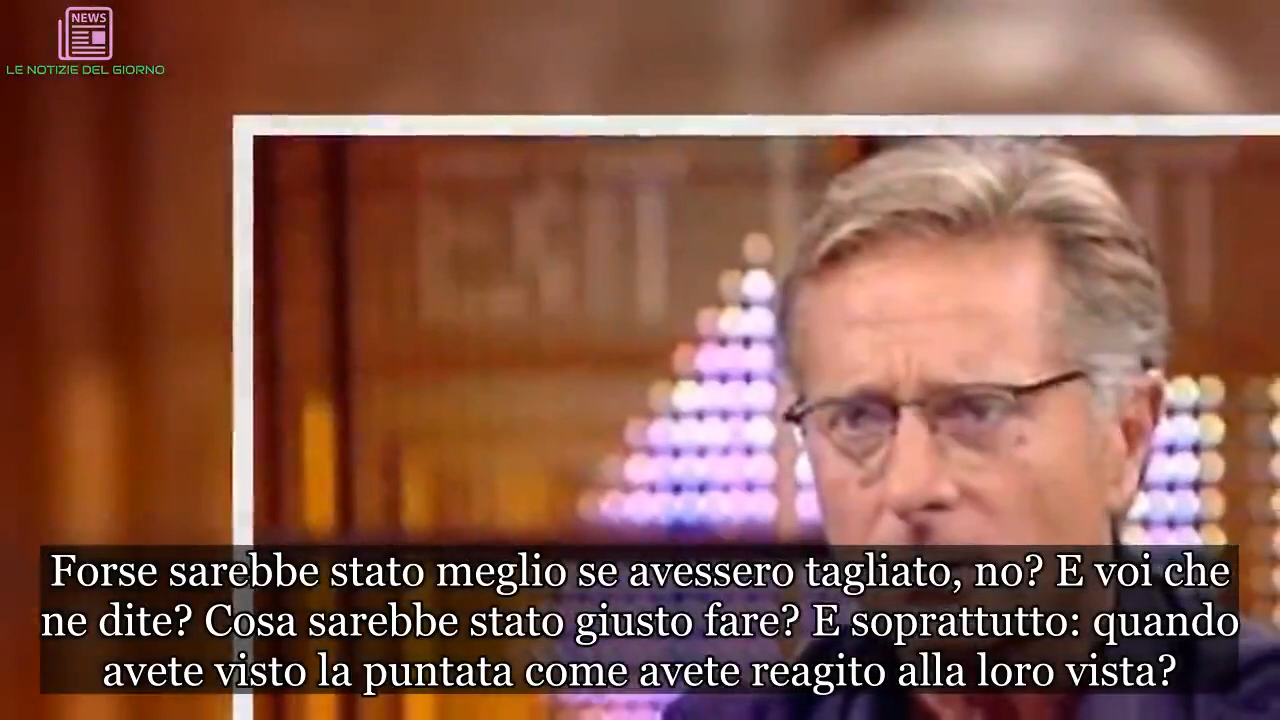 NEWS
LE NOTIZIE DEL GIORNO
Forse sarebbe stato meglio se avessero tagliato, no? E voi che
ne dite? Cosa sarebbe stato giusto fare? E soprattutto: quando
avete visto la puntata come avete reagito alla loro vista?